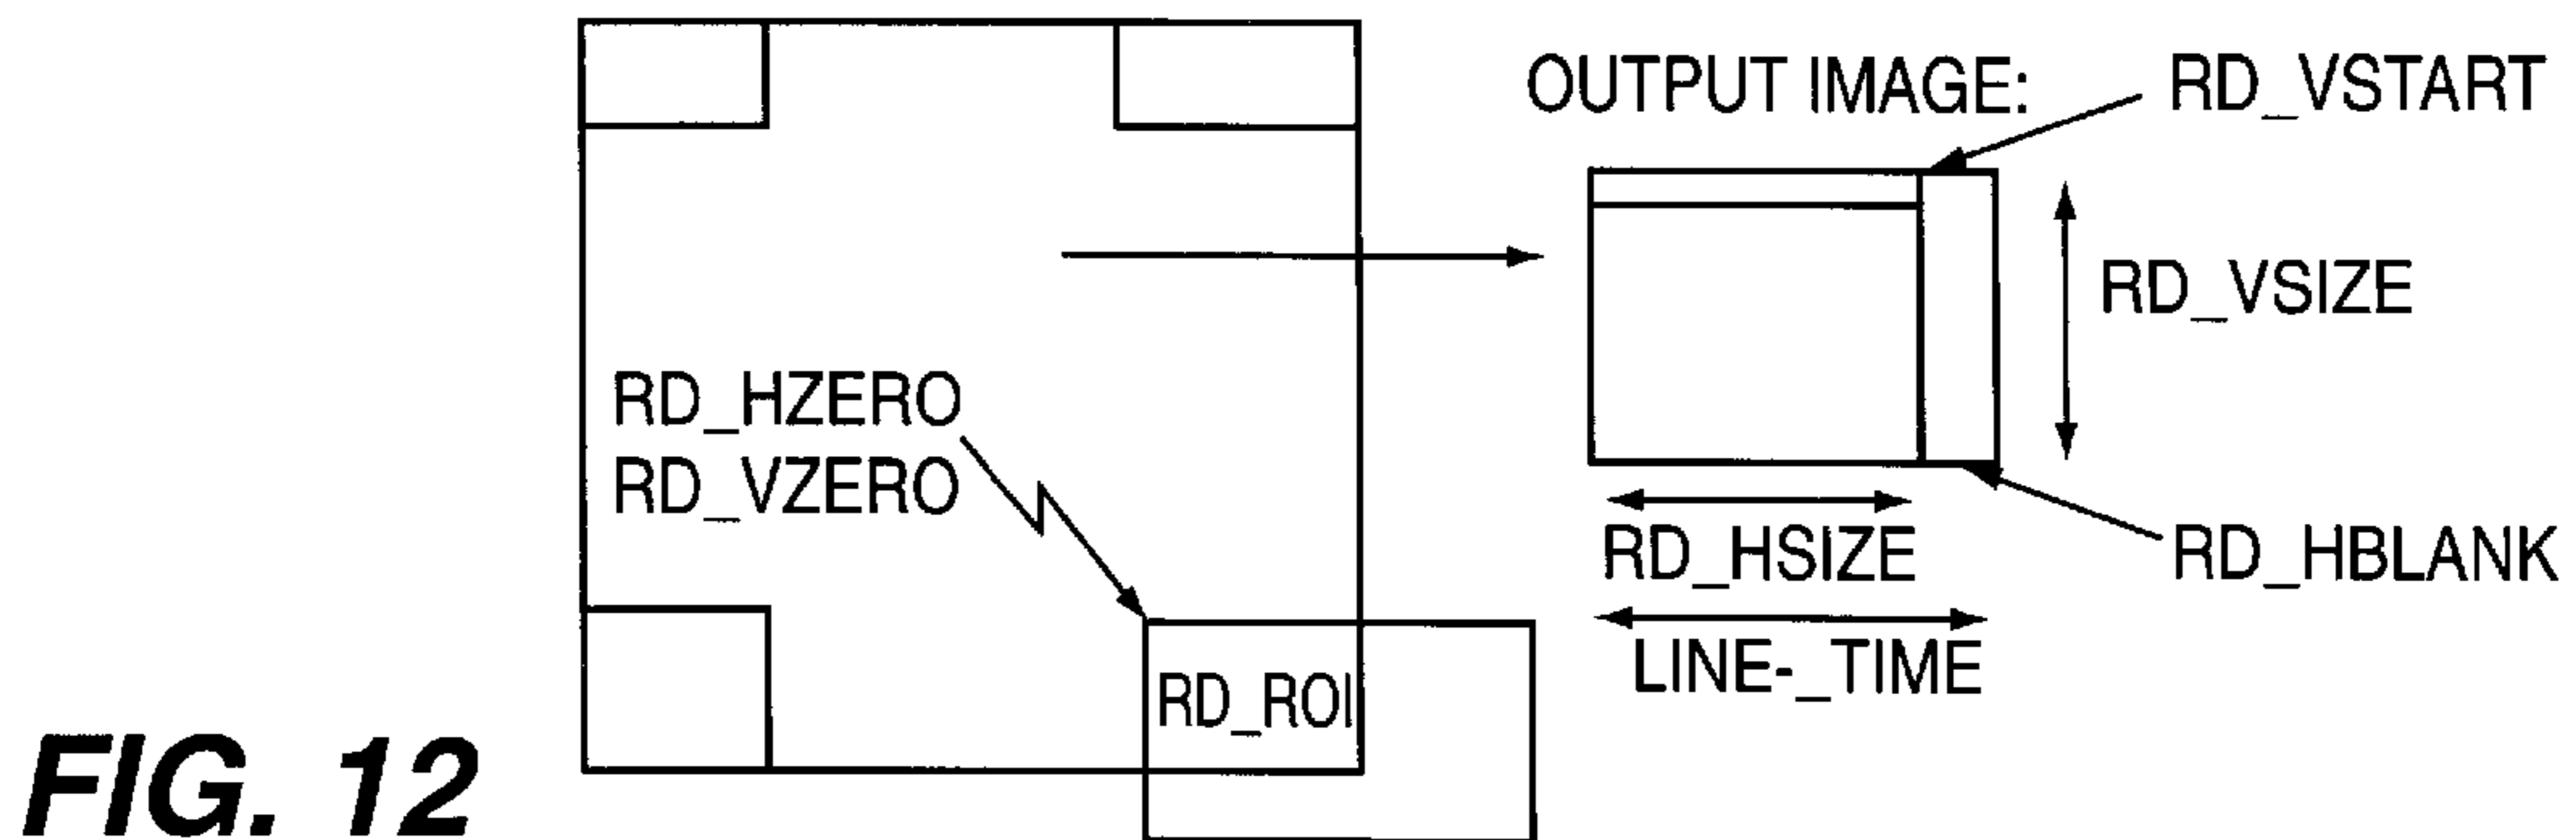 OUTPUT IMAGE:
RD_VSTART
RD_VSIZE
RD_HZERO
RD_VZERO
RD_HSIZE
RD_HBLANK
LINE-_TIME
RD_ROI
FIG. 12